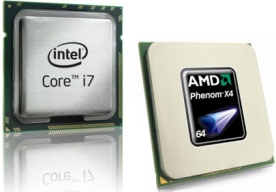 intel
Core™ i7
AMD
Phenom X4
64